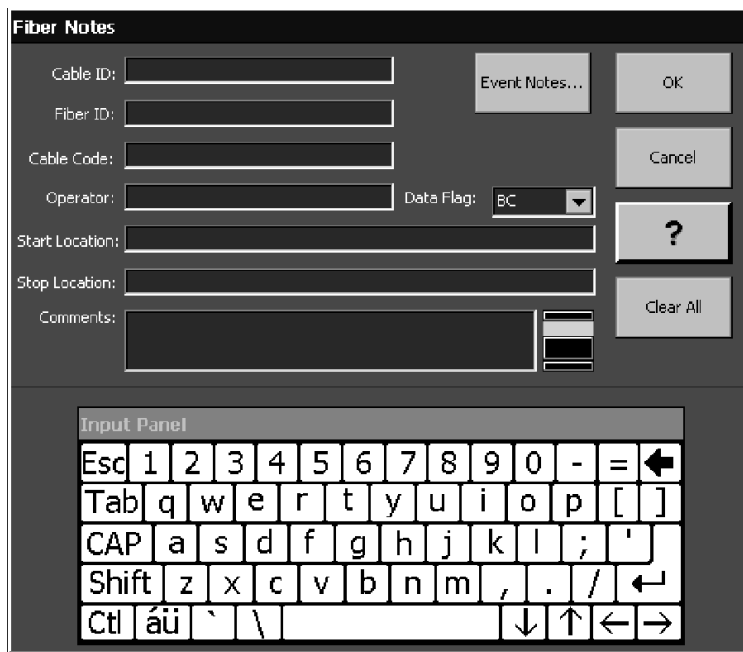 Fiber Notes
Cable ID:
Event Notes...
OK
Fiber ID:
Cable Code:
Cancel
Operator:
Data Flag: BC
?
Start Location:
Stop Location:
Clear All
Comments:
Input Panel
Esc 1 2 3 4 5 6 7 8 9 0 - =
Tab q w e r t y u i o p [ ]
CAP a s d f g h j k l ; '
Shift z x c v b n m , . / ↵
Ctl áü ` \ ↓ ↑ ← →